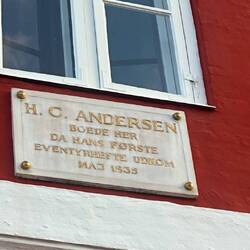 H. C. ANDERSEN
BOEDE HER
DA HANS FØRSTE
EVENTYRHEFTE UDKOM
MAJ 1835